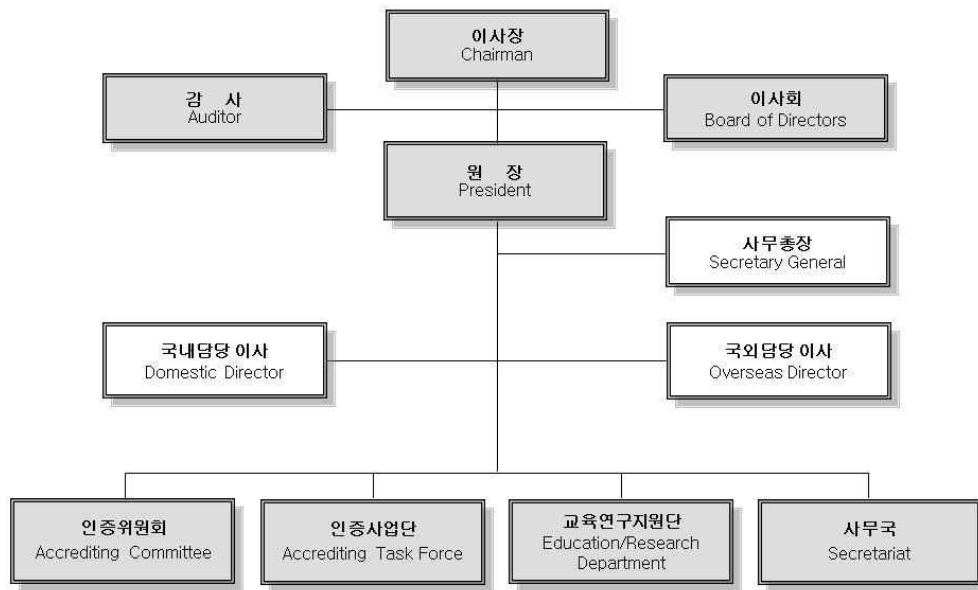 이사장
Chairman
감 사
Auditor
이사회
Board of Directors
원 장
President
사무총장
Secretary General
국내담당 이사
Domestic Director
국외담당 이사
Overseas Director
인증위원회
Accrediting Committee
인증사업단
Accrediting Task Force
교육연구지원단
Education/Research
Department
사무국
Secretariat